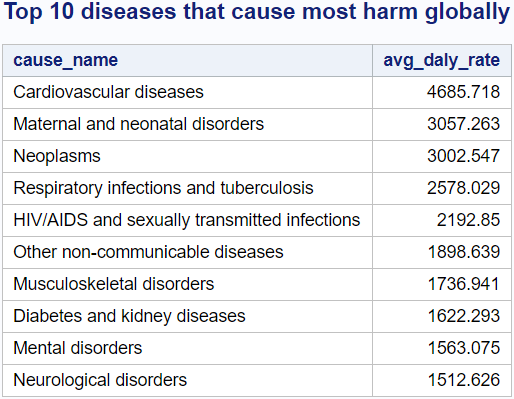 Top 10 diseases that cause most harm globally
cause_name avg_daly_rate
Cardiovascular diseases 4685.718
Maternal and neonatal disorders 3057.263
Neoplasms 3002.547
Respiratory infections and tuberculosis 2578.029
HIV/AIDS and sexually transmitted infections 2192.85
Other non-communicable diseases 1898.639
Musculoskeletal disorders 1736.941
Diabetes and kidney diseases 1622.293
Mental disorders 1563.075
Neurological disorders 1512.626